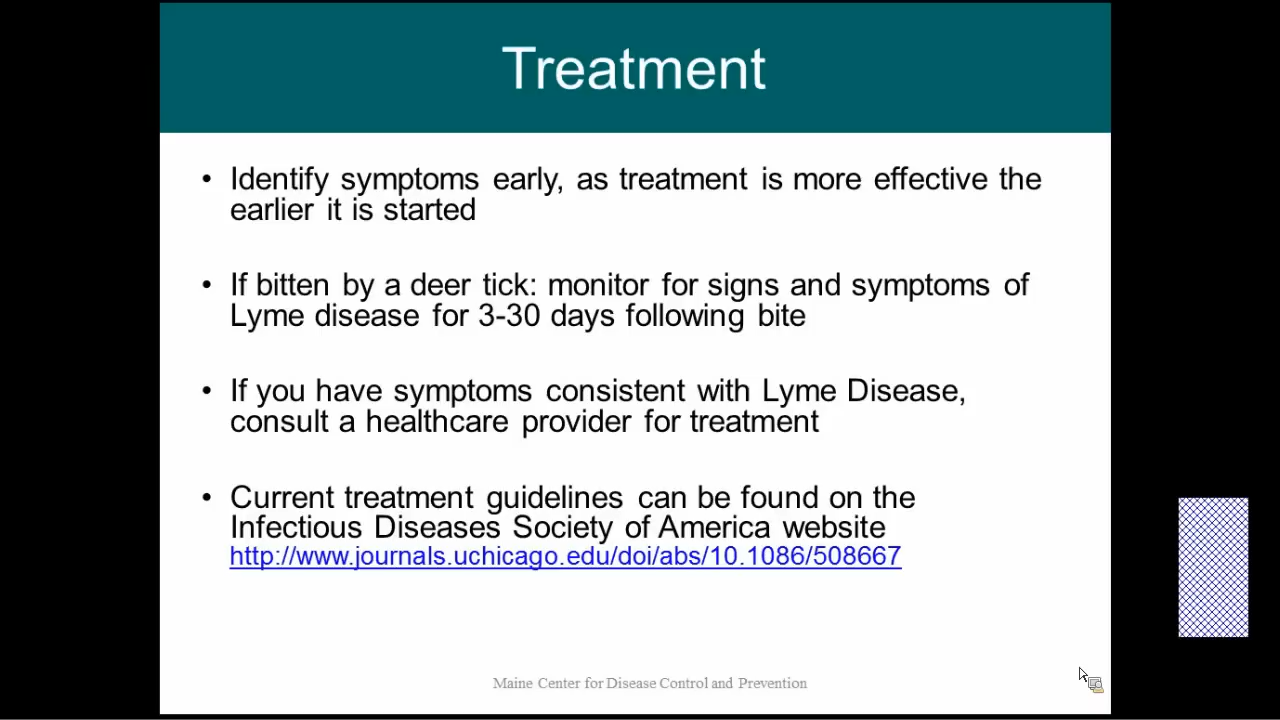 Treatment
• Identify symptoms early, as treatment is more effective the
earlier it is started
• If bitten by a deer tick: monitor for signs and symptoms of
Lyme disease for 3-30 days following bite
• If you have symptoms consistent with Lyme Disease,
consult a healthcare provider for treatment
• Current treatment guidelines can be found on the
Infectious Diseases Society of America website
http://www.journals.uchicago.edu/doi/abs/10.1086/508667
Maine Center for Disease Control and Prevention